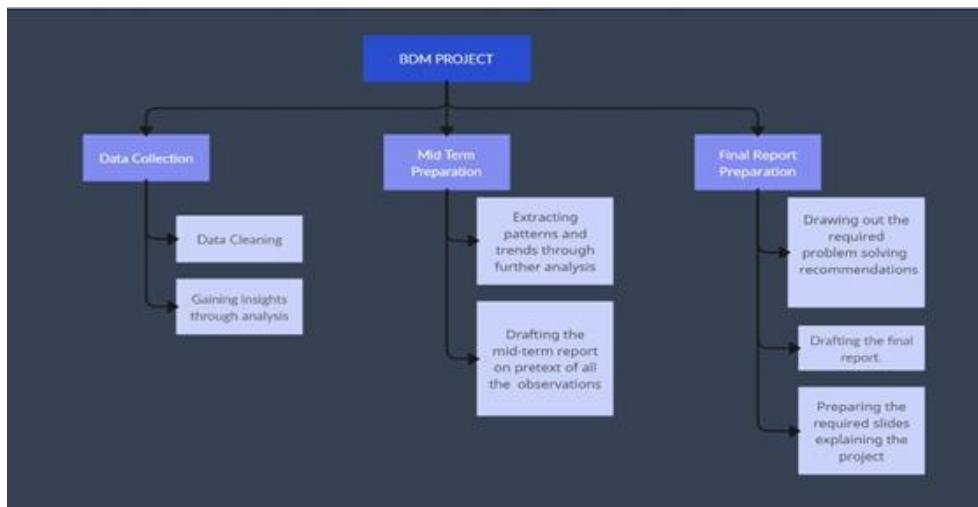 BDM PROJECT
Data Collection
Mid Term
Preparation
Final Report
Preparation
Data Cleaning
Gaining Insights
through analysis
Extracting
patterns and
trends through
further analysis
Drafting the
mid-term report
on pretext of all
the observations
Drawing out the
required
problem solving
recommendations
Drafting the final
report.
Preparing the
required slides
explaining the
project